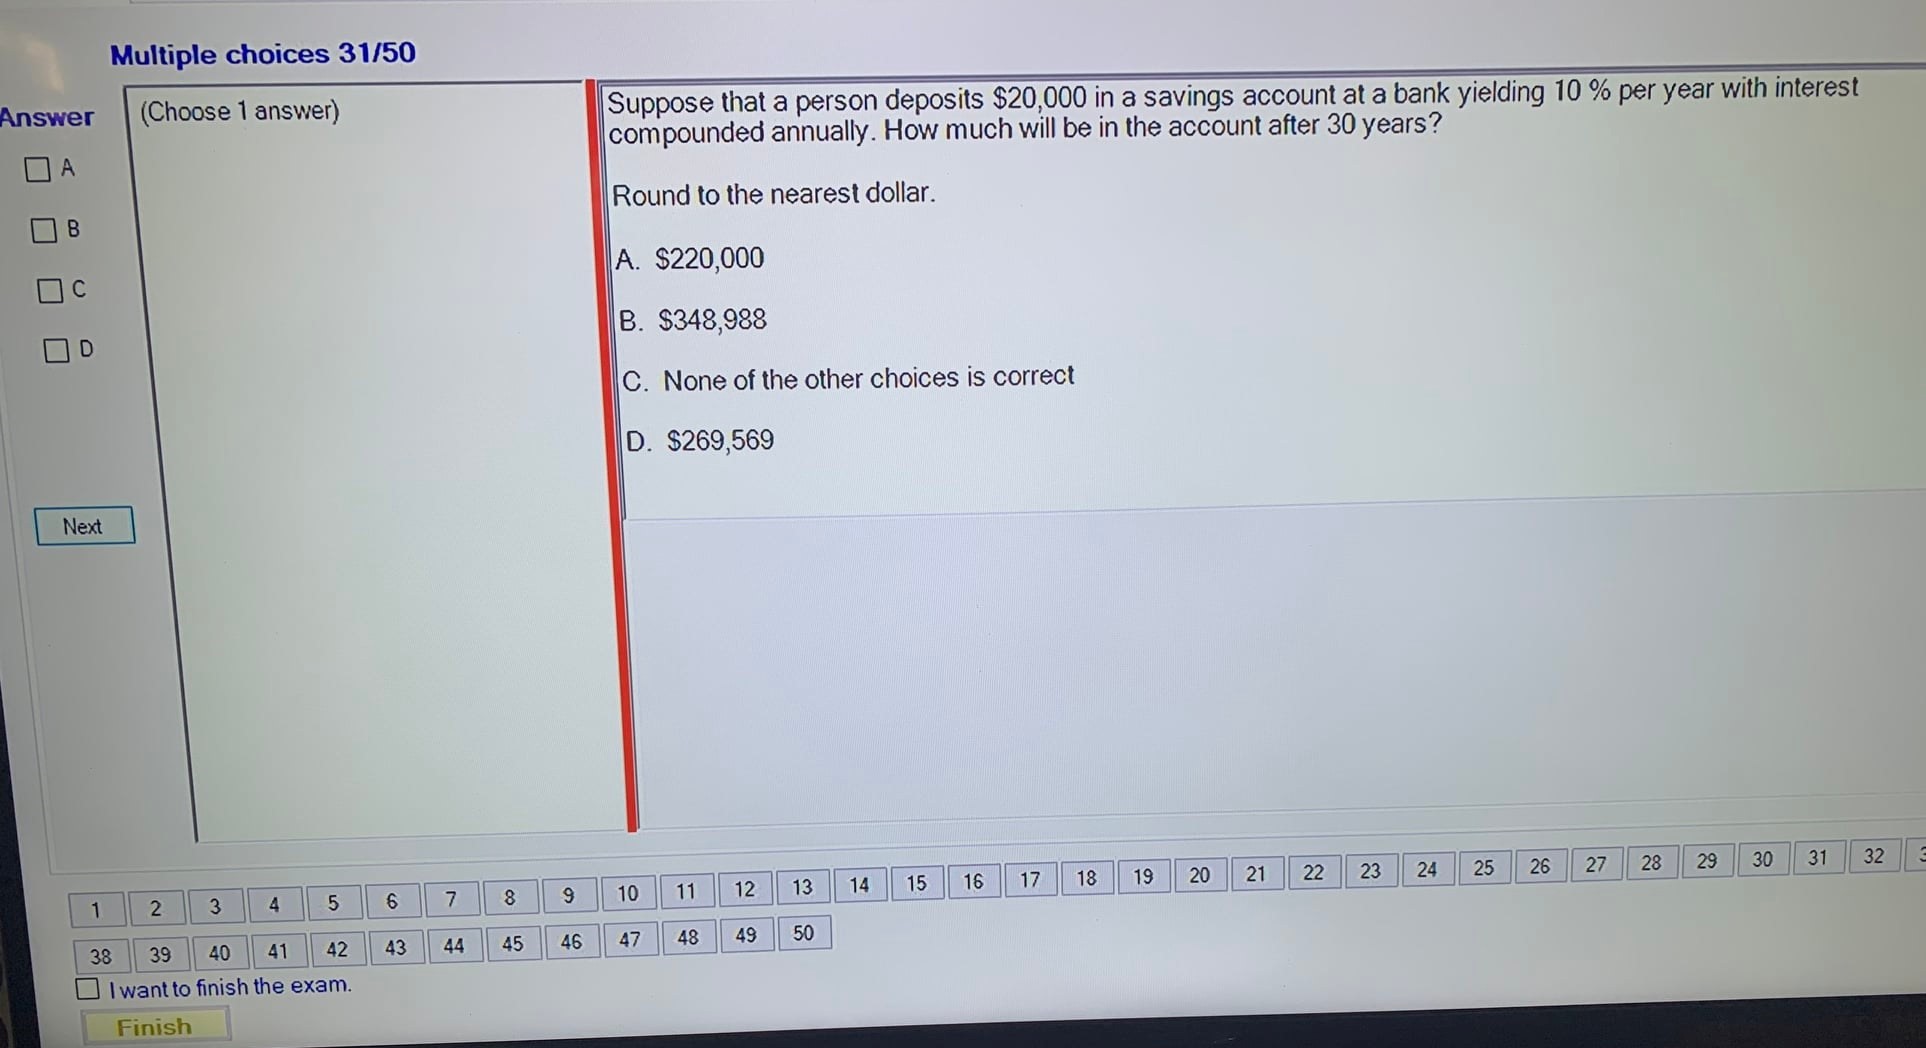 Multiple choices 31/50
Answer
(Choose 1 answer)
A
B
C
D
Next
Suppose that a person deposits $20,000 in a savings account at a bank yielding 10 % per year with interest
compounded annually. How much will be in the account after 30 years?
Round to the nearest dollar.
A. $220,000
B. $348,988
C. None of the other choices is correct
D. $269,569
1 2 3 4 5 6 7 8 9 10 11 12 13 14 15 16 17 18 19 20 21 22 23 24 25 26 27 28 29 30 31 32
38 39 40 41 42 43 44 45 46 47 48 49 50
I want to finish the exam.
Finish